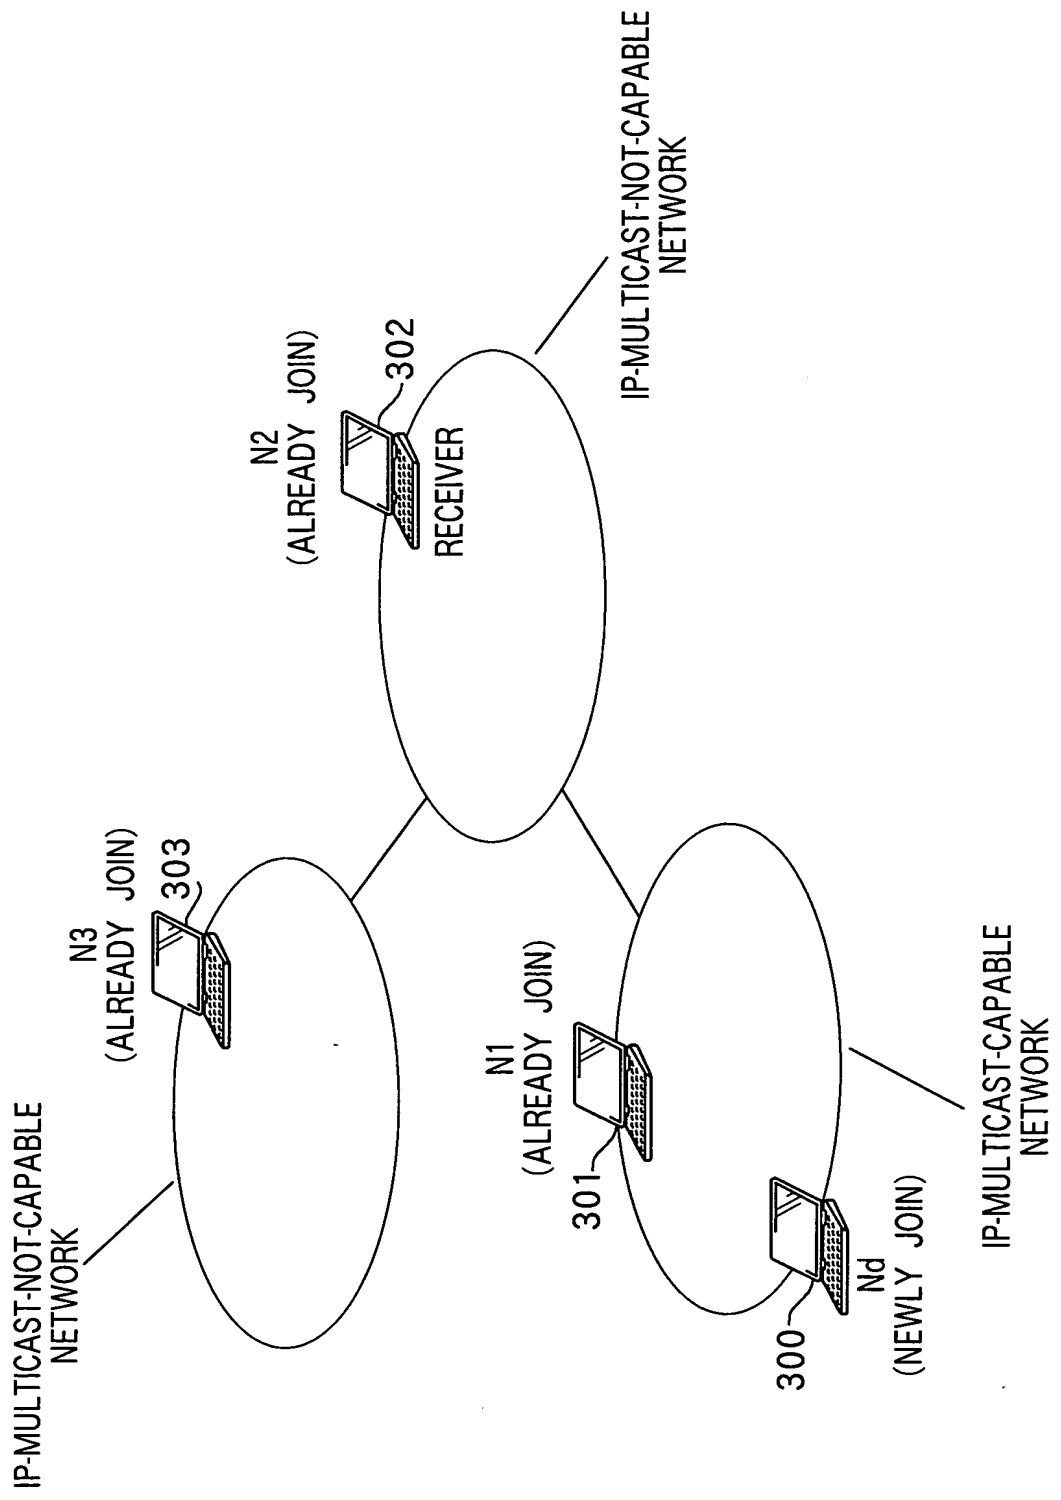 IP-MULTICAST-NOT-CAPABLE
NETWORK
N3
(ALREADY JOIN)
303
N2
(ALREADY JOIN)
302
RECEIVER
IP-MULTICAST-NOT-CAPABLE
NETWORK
N1
(ALREADY JOIN)
301
300
Nd
(NEWLY JOIN)
IP-MULTICAST-CAPABLE
NETWORK